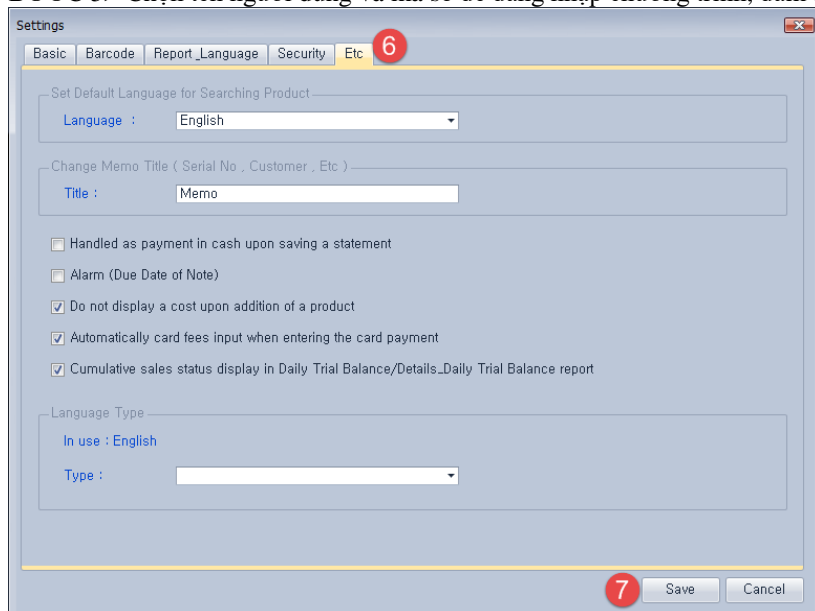 Settings
Basic Barcode Report_Language Security Etc 6
Set Default Language for Searching Product
Language : English
Change Memo Title ( Serial No , Customer , Etc )
Title : Memo
Handled as payment in cash upon saving a statement
Alarm (Due Date of Note)
Do not display a cost upon addition of a product
Automatically card fees input when entering the card payment
Cumulative sales status display in Daily Trial Balance/Details_Daily Trial Balance report
Language Type
In use : English
Type :
7 Save Cancel